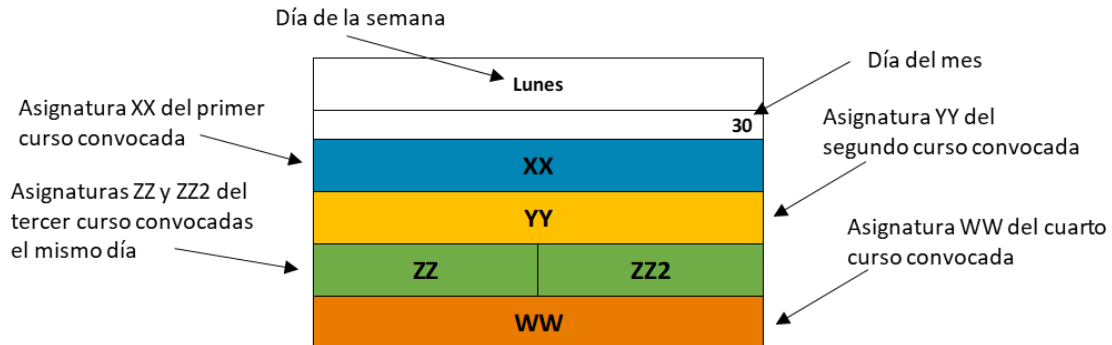 Día de la semana
Lunes
Día del mes
30
Asignatura XX del primer
curso convocada
XX
Asignatura YY del
segundo curso convocada
YY
Asignaturas ZZ y ZZ2 del
tercer curso convocadas
el mismo día
ZZ
ZZ2
Asignatura WW del cuarto
curso convocada
WW